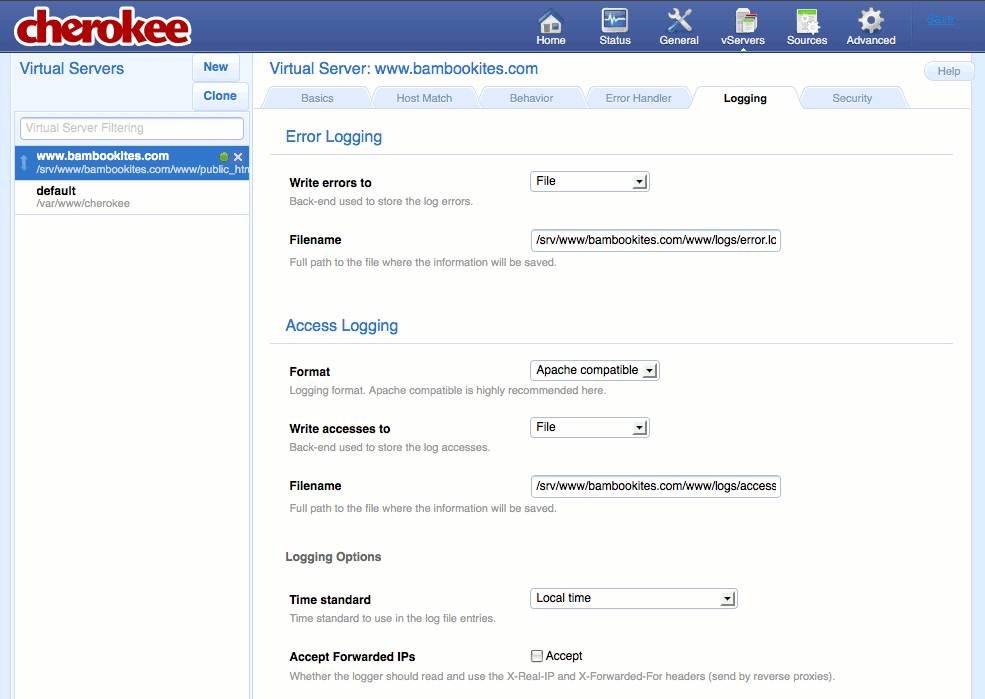 cherokee
Home Status General vServers Sources Advanced Save
Virtual Servers
New
Clone
Virtual Server Filtering
www.bambookites.com
/srv/www/bambookites.com/www/public_htm
default
/var/www/cherokee
Virtual Server: www.bambookites.com
Help
Basics Host Match Behavior Error Handler Logging Security
Error Logging
Write errors to File
Back-end used to store the log errors.
Filename /srv/www/bambookites.com/www/logs/error.lo
Full path to the file where the information will be saved.
Access Logging
Format Apache compatible
Logging format. Apache compatible is highly recommended here.
Write accesses to File
Back-end used to store the log accesses.
Filename /srv/www/bambookites.com/www/logs/access
Full path to the file where the information will be saved.
Logging Options
Time standard Local time
Time standard to use in the log file entries.
Accept Forwarded IPs Accept
Whether the logger should read and use the X-Real-IP and X-Forwarded-For headers (send by reverse proxies).